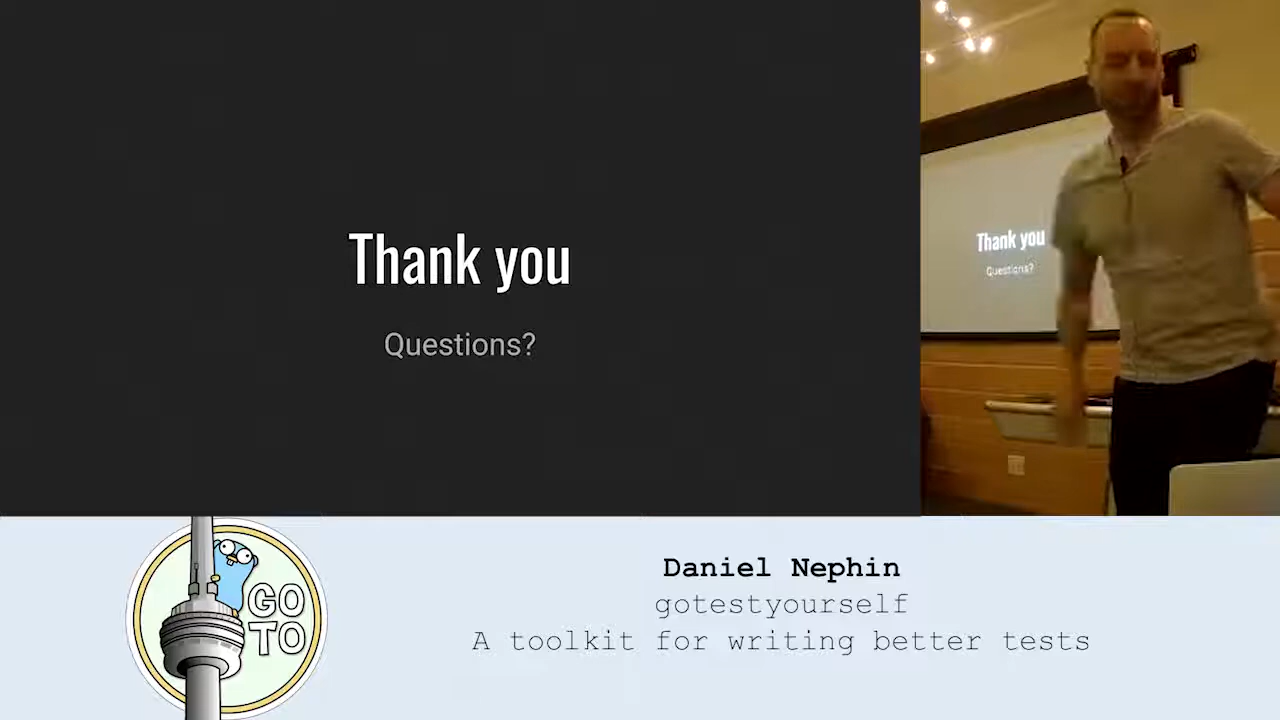 Thank you
Questions?
Thank you
Questions?
GO
TO
Daniel Nephin
gotestyourself
A toolkit for writing better tests